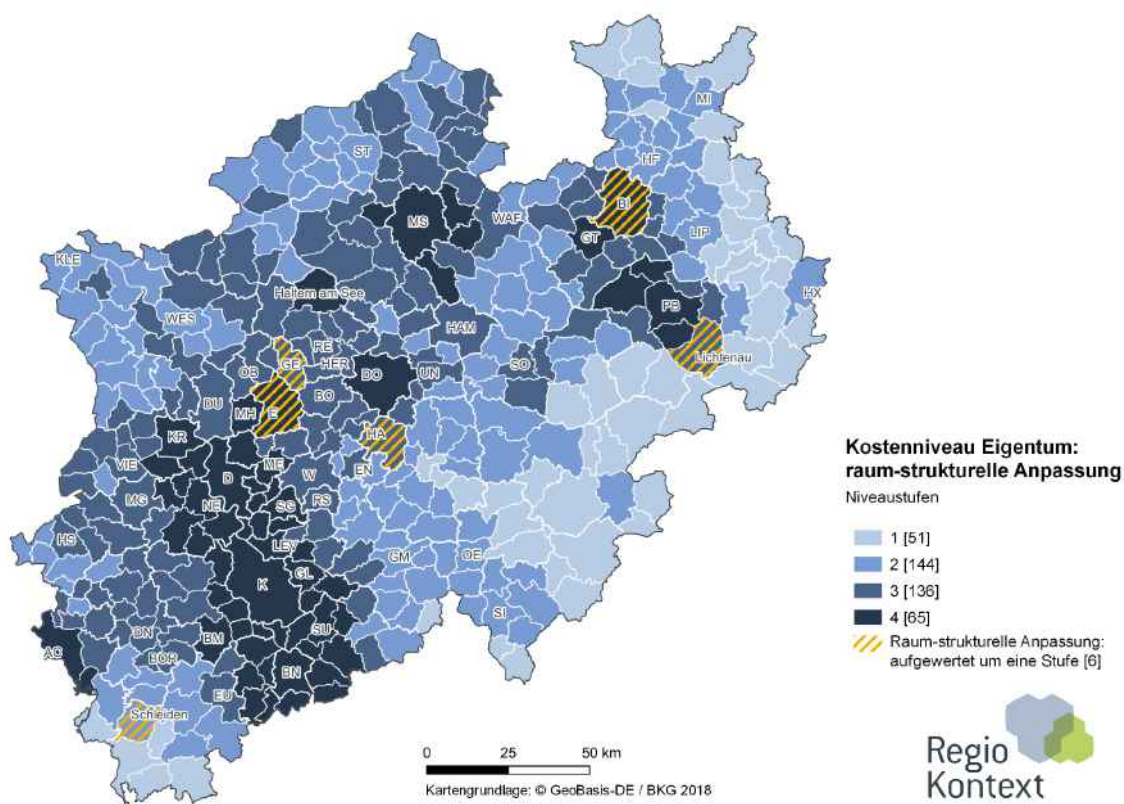 MI
ST
HF
BI
MS
WAF
GT
LIP
KLE
HX
Haltern am See
PB
WES
HAM
RE
GE
HER
SO
Lichtenau
OB
DO
UN
DU
BO
MH
E
HA
KR
EN
ME
VIE
D
W
MG
NE
SG
RS
HS
LEV
GM
OE
GL
K
SI
DN
BM
SU
AC
BOR
BN
EU
Schleiden
Kostenniveau Eigentum:
raum-strukturelle Anpassung
Niveaustufen
1 [51]
2 [144]
3 [136]
4 [65]
Raum-strukturelle Anpassung:
aufgewertet um eine Stufe [6]
0 25 50 km
Kartengrundlage: © GeoBasis-DE / BKG 2018
Regio
Kontext